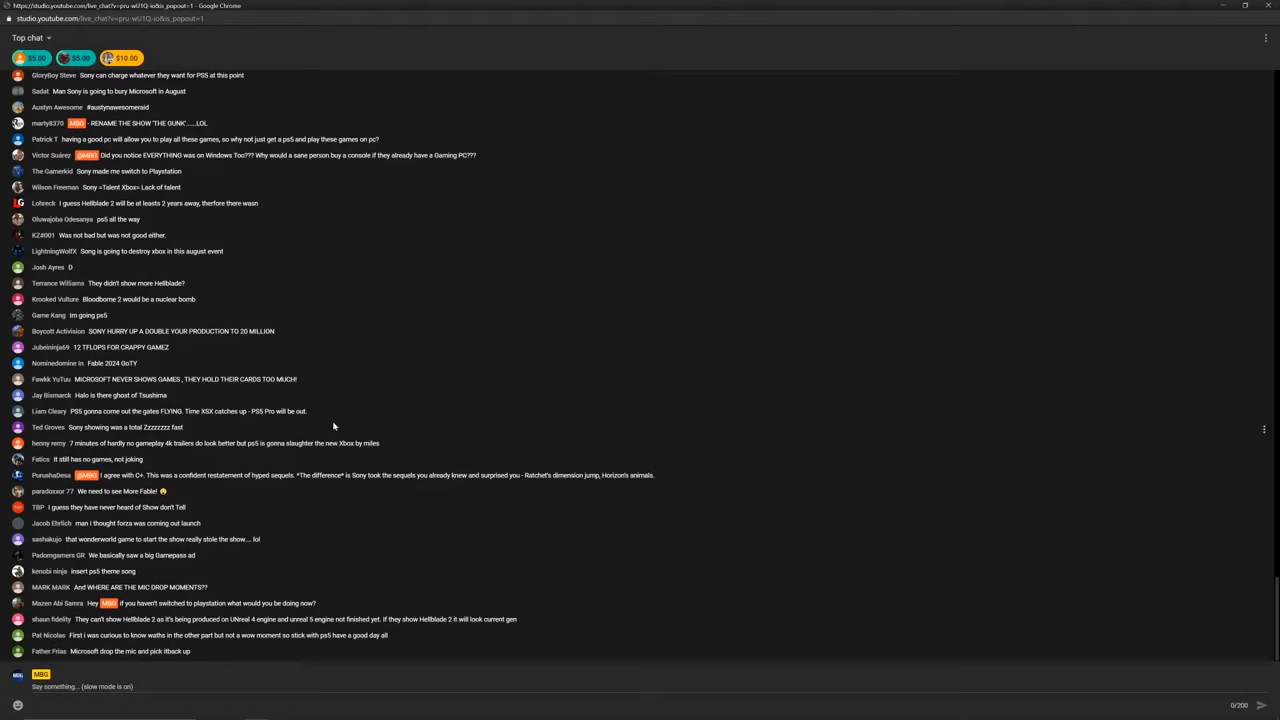 https://studio.youtube.com/live_chat?v=pru-wU1Q-io&is_popout=1 - Google Chrome
studio.youtube.com/live_chat?v=pru-wU1Q-io&is_popout=1
Top chat
$5.00 $5.00 $10.00
GloryBoy Steve Sony can charge whatever they want for PS5 at this point
Sadat Man Sony is going to bury Microsoft in August
Austyn Awesome #austynawesomeraid
marty8370 MBG - RENAME THE SHOW 'THE GUNK'......LOL
Patrick T having a good pc will allow you to play all these games, so why not just get a ps5 and play these games on pc?
Victor Suárez @MBG Did you notice EVERYTHING was on Windows Too??? Why would a sane person buy a console if they already have a Gaming PC???
The Gamerkid Sony made me switch to Playstation
Wilson Freeman Sony =Talent Xbox= Lack of talent
Lohreck I guess Hellblade 2 will be at leasts 2 years away, therfore there wasn
Oluwajoba Odesanya ps5 all the way
KZ#001 Was not bad but was not good either.
LightningWolfX Song is going to destroy xbox in this august event
Josh Ayres D
Terrance Williams They didn't show more Hellblade?
Krooked Vulture Bloodborne 2 would be a nuclear bomb
Game Kang Im going ps5
Boycott Activision SONY HURRY UP A DOUBLE YOUR PRODUCTION TO 20 MILLION
Jubeininja69 12 TFLOPS FOR CRAPPY GAMEZ
Nominedomine In Fable 2024 GoTY
Fawkk YuTuu MICROSOFT NEVER SHOWS GAMES , THEY HOLD THEIR CARDS TOO MUCH!
Jay Bismarck Halo is there ghost of Tsushima
Liam Cleary PS5 gonna come out the gates FLYING. Time XSX catches up - PS5 Pro will be out.
Ted Groves Sony showing was a total Zzzzzzzz fast
henny remy 7 minutes of hardly no gameplay 4k trailers do look better but ps5 is gonna slaughter the new Xbox by miles
Fatics It still has no games, not joking
PurushaDesa @MBG I agree with C+. This was a confident restatement of hyped sequels. *The difference* is Sony took the sequels you already knew and surprised you - Ratchet's dimension jump, Horizon's animals.
paradoxxor 77 We need to see More Fable! 😮
TBP I guess they have never heard of Show don't Tell
Jacob Ehrlich man i thought forza was coming out launch
sashakujo that wonderworld game to start the show really stole the show.... lol
Padomgamers GR We basically saw a big Gamepass ad
kenobi ninja insert ps5 theme song
MARK MARK And WHERE ARE THE MIC DROP MOMENTS??
Mazen Abi Samra Hey MBG if you haven't switched to playstation what would you be doing now?
shaun fidelity They can't show Hellblade 2 as it's being produced on UNreal 4 engine and unreal 5 engine not finished yet. If they show Hellblade 2 it will look current gen
Pat Nicolas First i was curious to know waths in the other part but not a wow moment so stick with ps5 have a good day all
Father Frias Microsoft drop the mic and pick itback up
MBG
Say something... (slow mode is on)
0/200